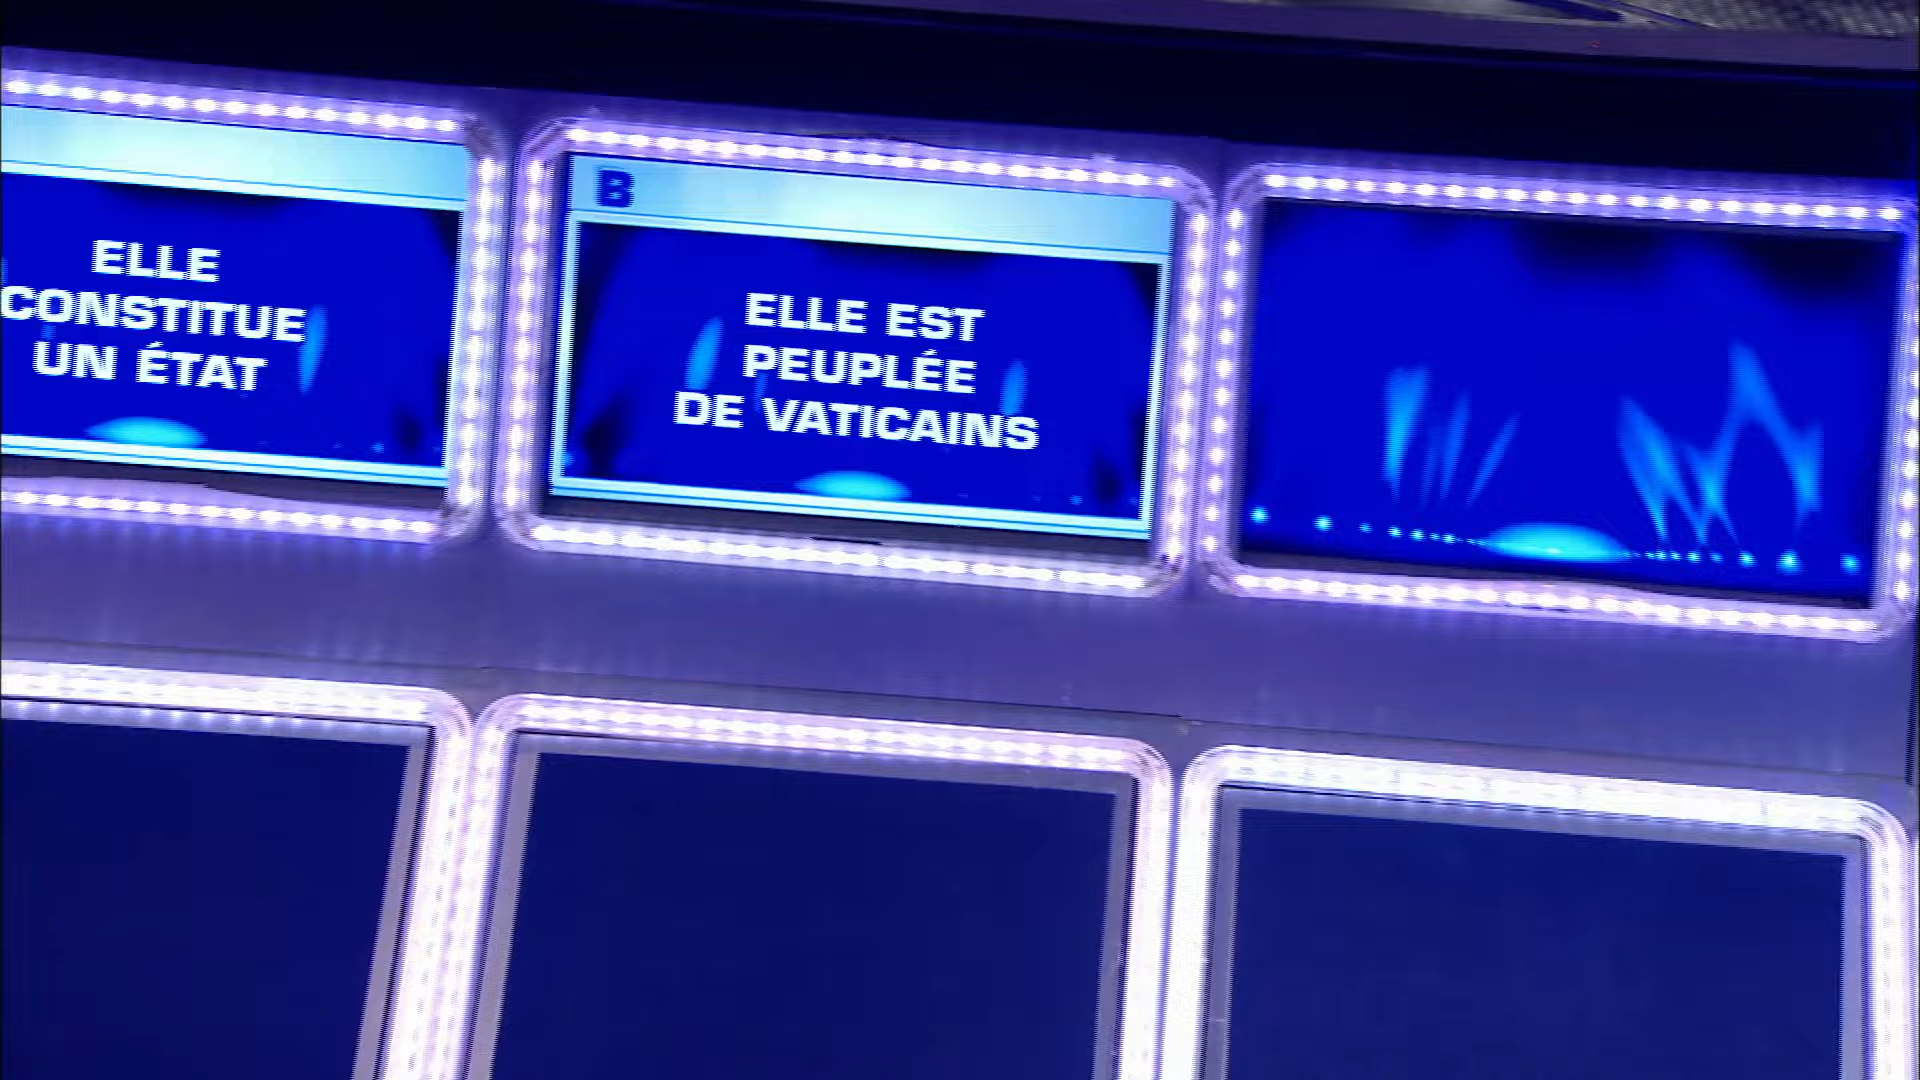 ELLE
CONSTITUE
UN ÉTAT
B
ELLE EST
PEUPLÉE
DE VATICAINS